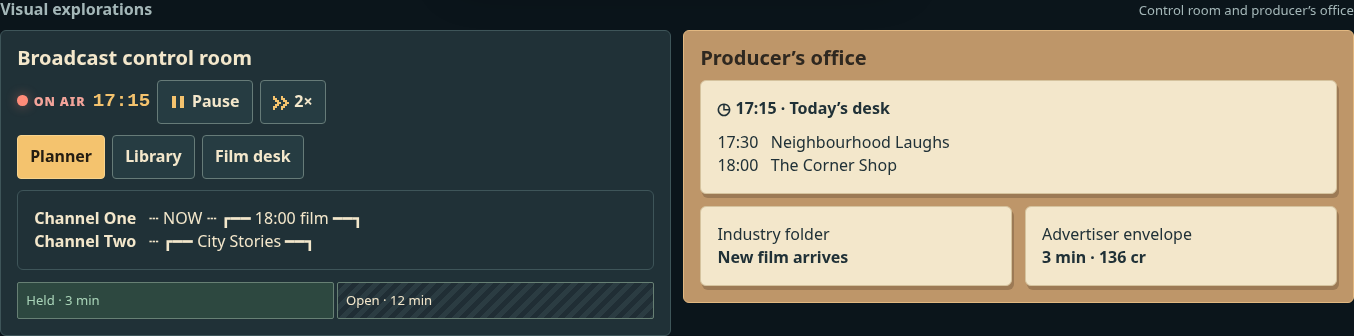 Visual explorations
Control room and producer’s office
Broadcast control room
ON AIR 17:15 Pause 2×
Planner Library Film desk
Channel One ┄ NOW ┄ ┏━━ 18:00 film ━━┓
Channel Two ┄ ┏━━ City Stories ━━┓
Held · 3 min
Open · 12 min
Producer’s office
◷ 17:15 · Today’s desk
17:30 Neighbourhood Laughs
18:00 The Corner Shop
Industry folder
New film arrives
Advertiser envelope
3 min · 136 cr